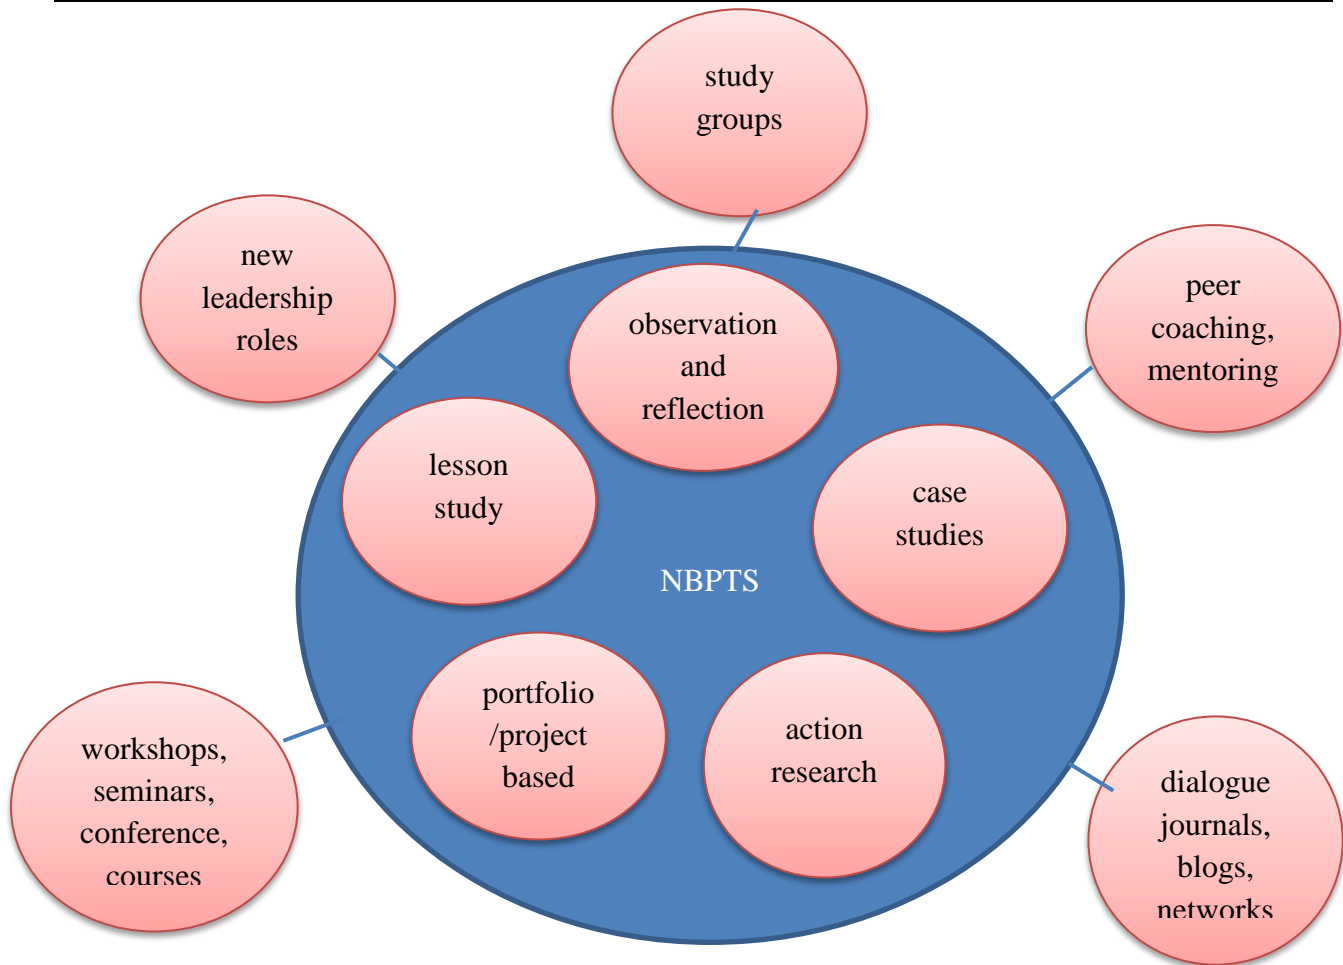 study
groups
new
leadership
roles
peer
coaching,
mentoring
observation
and
reflection
lesson
study
case
studies
NBPTS
portfolio
/project
based
action
research
workshops,
seminars,
conference,
courses
dialogue
journals,
blogs,
networks